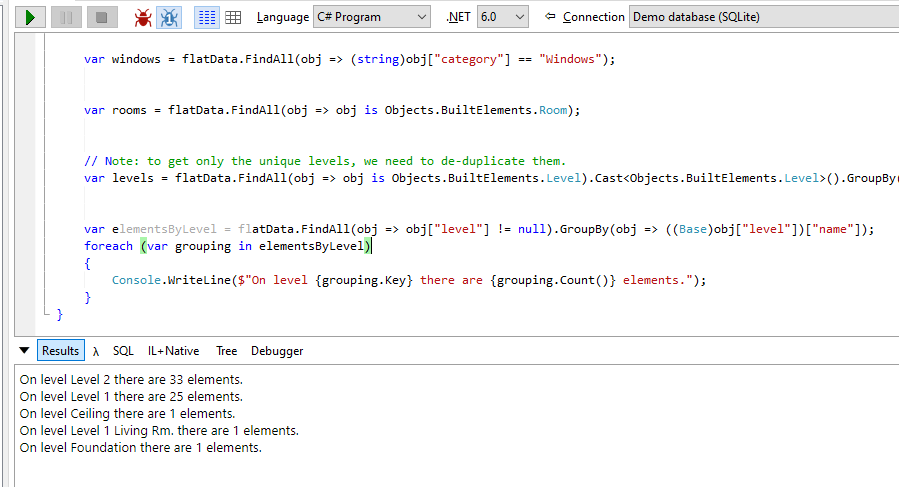 Language C# Program .NET 6.0 Connection Demo database (SQLite)
var windows = flatData.FindAll(obj => (string)obj["category"] == "Windows");
var rooms = flatData.FindAll(obj => obj is Objects.BuiltElements.Room);
// Note: to get only the unique levels, we need to de-duplicate them.
var levels = flatData.FindAll(obj => obj is Objects.BuiltElements.Level).Cast<Objects.BuiltElements.Level>().GroupBy(
var elementsByLevel = flatData.FindAll(obj => obj["level"] != null).GroupBy(obj => ((Base)obj["level"])["name"]);
foreach (var grouping in elementsByLevel)
{
Console.WriteLine($"On level {grouping.Key} there are {grouping.Count()} elements.");
}
}
Results λ SQL IL+Native Tree Debugger
On level Level 2 there are 33 elements.
On level Level 1 there are 25 elements.
On level Ceiling there are 1 elements.
On level Level 1 Living Rm. there are 1 elements.
On level Foundation there are 1 elements.